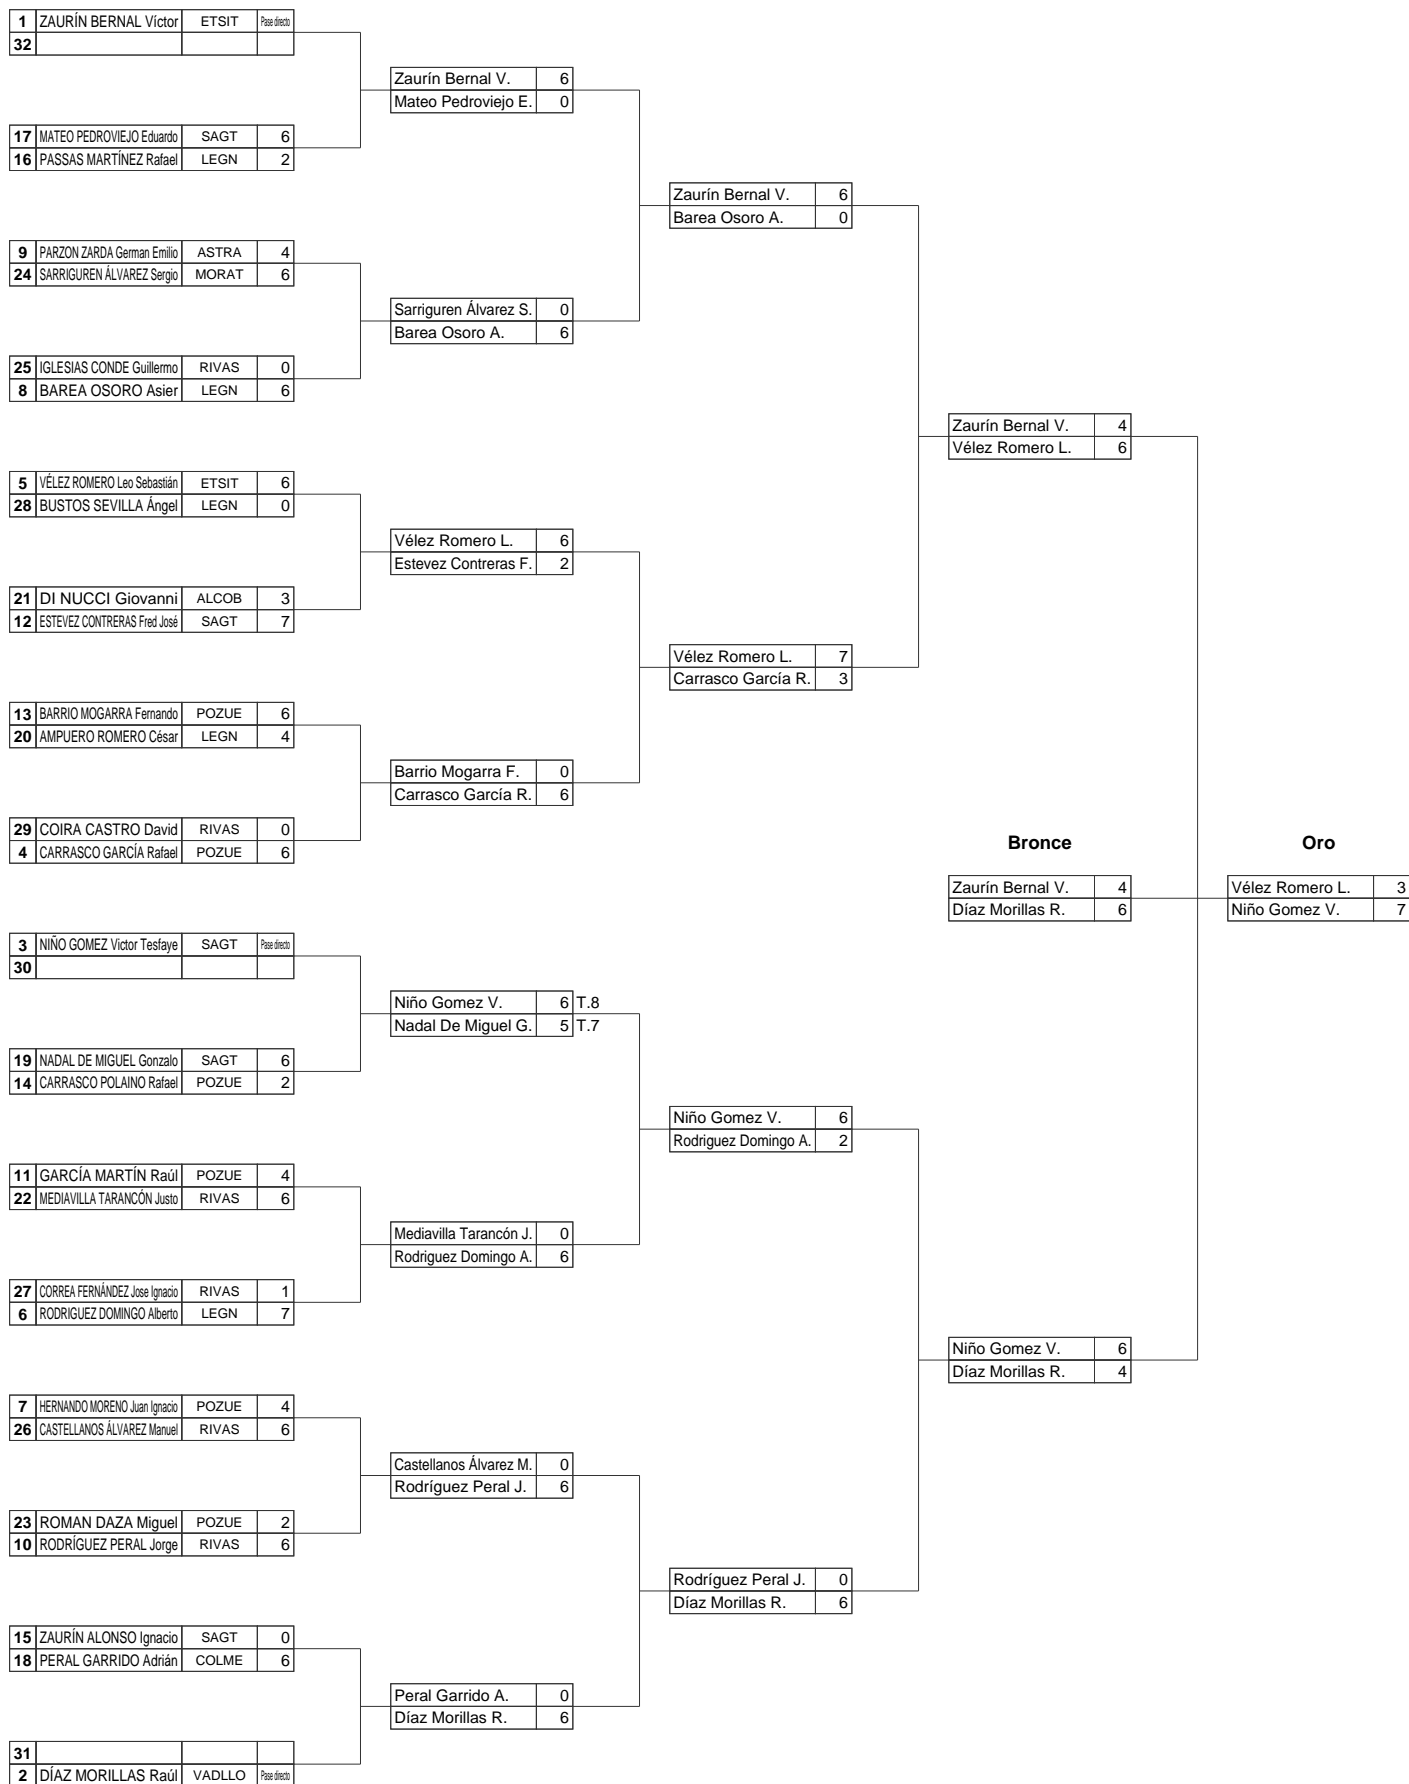 1 ZAURÍN BERNAL Víctor ETSIT Pase directo
32
Zaurín Bernal V. 6
Mateo Pedroviejo E. 0
17 MATEO PEDROVIEJO Eduardo SAGT 6
16 PASSAS MARTÍNEZ Rafael LEGN 2
Zaurín Bernal V. 6
Barea Osoro A. 0
9 PARZON ZARDA German Emilio ASTRA 4
24 SARRIGUREN ÁLVAREZ Sergio MORAT 6
Sarriguren Álvarez S. 0
Barea Osoro A. 6
25 IGLESIAS CONDE Guillermo RIVAS 0
8 BAREA OSORO Asier LEGN 6
Zaurín Bernal V. 4
Vélez Romero L. 6
5 VÉLEZ ROMERO Leo Sebastián ETSIT 6
28 BUSTOS SEVILLA Ángel LEGN 0
Vélez Romero L. 6
Estevez Contreras F. 2
21 DI NUCCI Giovanni ALCOB 3
12 ESTEVEZ CONTRERAS Fred José SAGT 7
Vélez Romero L. 7
Carrasco García R. 3
13 BARRIO MOGARRA Fernando POZUE 6
20 AMPUERO ROMERO César LEGN 4
Barrio Mogarra F. 0
Carrasco García R. 6
29 COIRA CASTRO David RIVAS 0
4 CARRASCO GARCÍA Rafael POZUE 6
Bronce Oro
Zaurín Bernal V. 4 Vélez Romero L. 3
Díaz Morillas R. 6 Niño Gomez V. 7
3 NIÑO GOMEZ Victor Tesfaye SAGT Pase directo
30
Niño Gomez V. 6 T.8
Nadal De Miguel G. 5 T.7
19 NADAL DE MIGUEL Gonzalo SAGT 6
14 CARRASCO POLAINO Rafael POZUE 2
Niño Gomez V. 6
Rodriguez Domingo A. 2
11 GARCÍA MARTÍN Raúl POZUE 4
22 MEDIAVILLA TARANCÓN Justo RIVAS 6
Mediavilla Tarancón J. 0
Rodriguez Domingo A. 6
27 CORREA FERNÁNDEZ Jose Ignacio RIVAS 1
6 RODRIGUEZ DOMINGO Alberto LEGN 7
Niño Gomez V. 6
Díaz Morillas R. 4
7 HERNANDO MORENO Juan Ignacio POZUE 4
26 CASTELLANOS ÁLVAREZ Manuel RIVAS 6
Castellanos Álvarez M. 0
Rodríguez Peral J. 6
23 ROMAN DAZA Miguel POZUE 2
10 RODRÍGUEZ PERAL Jorge RIVAS 6
Rodríguez Peral J. 0
Díaz Morillas R. 6
15 ZAURÍN ALONSO Ignacio SAGT 0
18 PERAL GARRIDO Adrián COLME 6
Peral Garrido A. 0
Díaz Morillas R. 6
31
2 DÍAZ MORILLAS Raúl VADLLO Pase directo